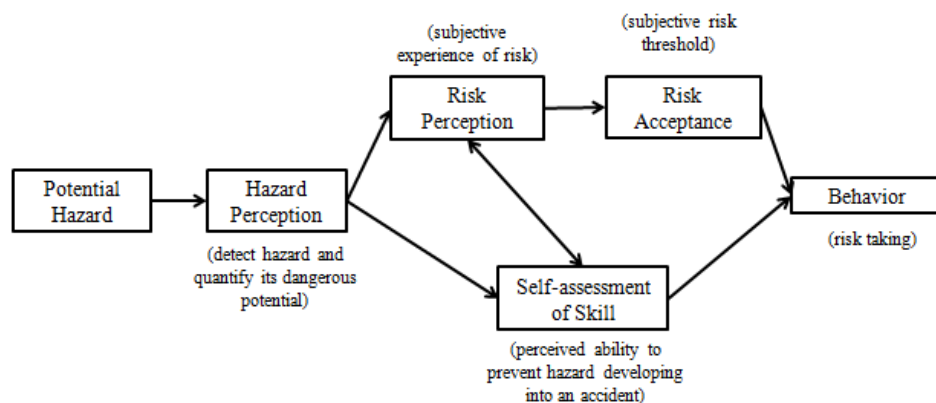 (subjective
experience of risk)
(subjective risk
threshold)
Risk
Perception
Risk
Acceptance
Potential
Hazard
Hazard
Perception
Behavior
(risk taking)
(detect hazard and
quantify its dangerous
potential)
Self-assessment
of Skill
(perceived ability to
prevent hazard developing
into an accident)